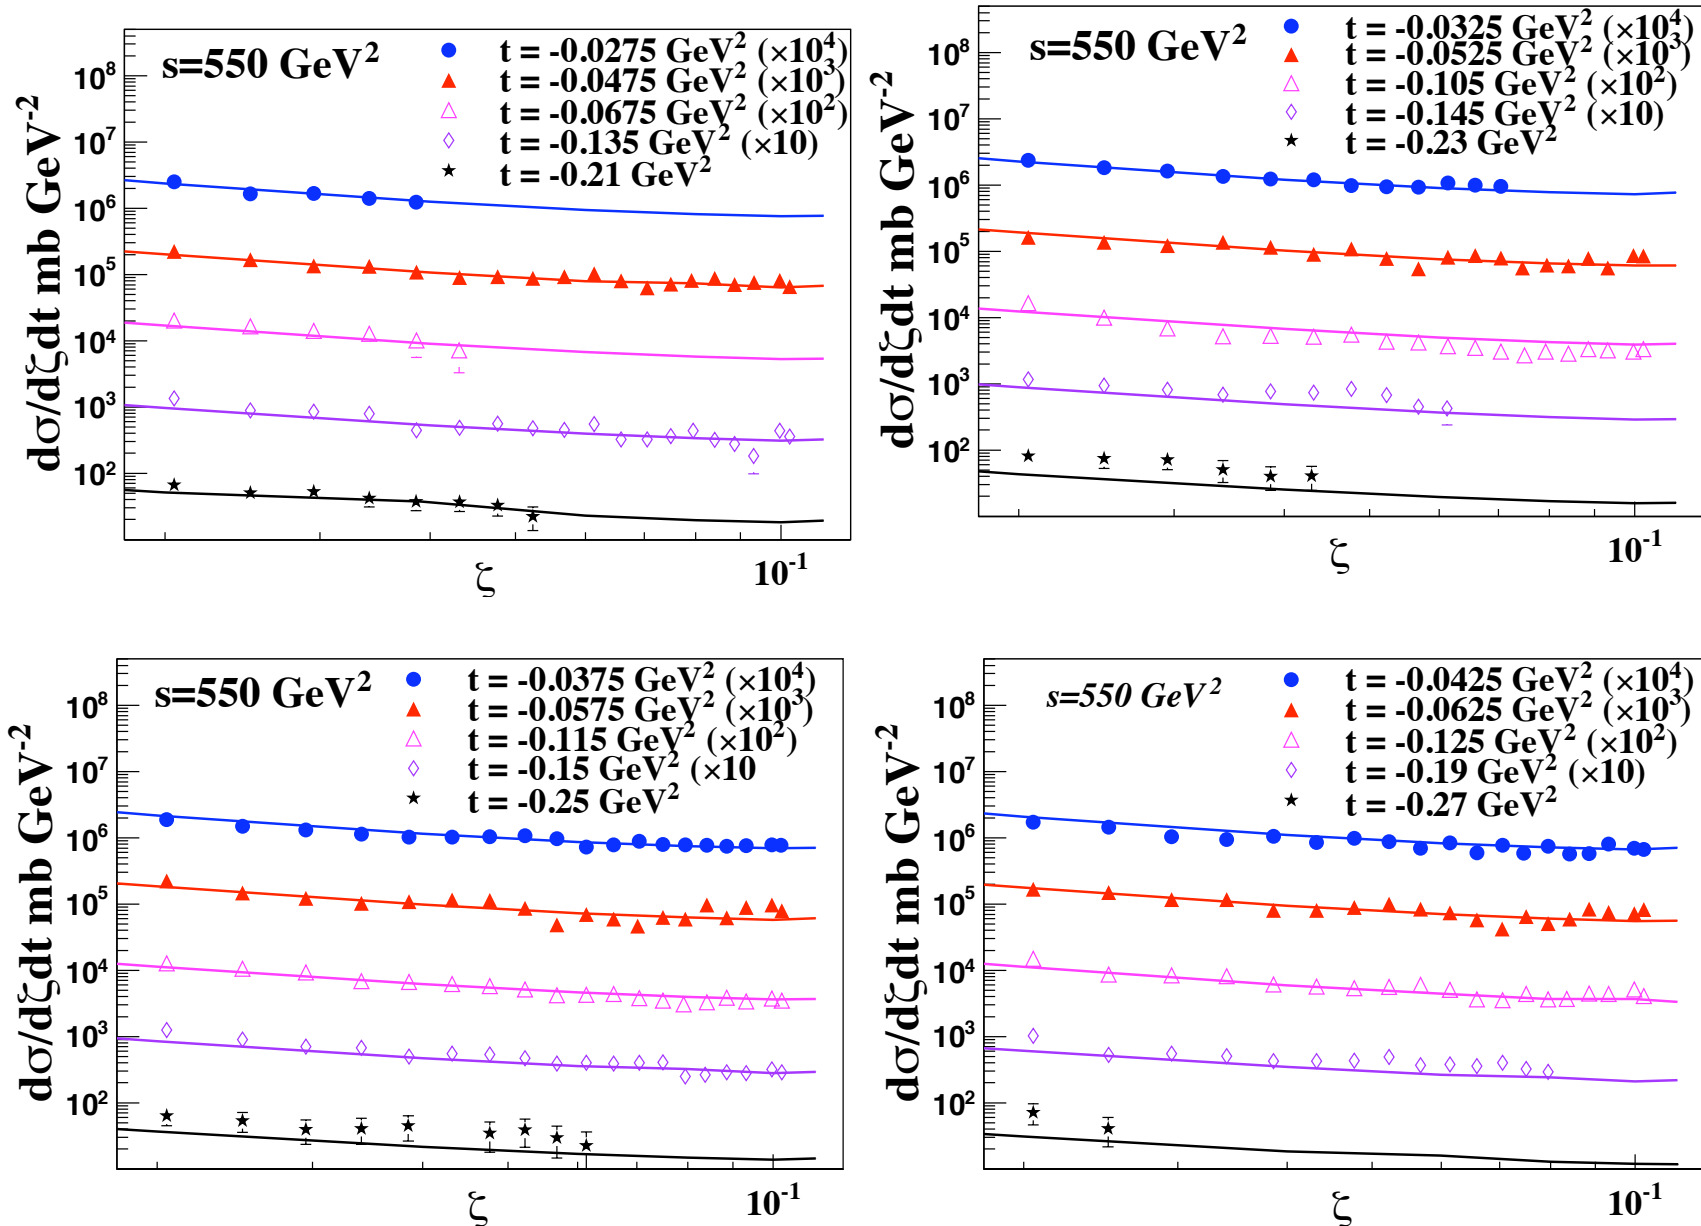 s=550 GeV²
t = -0.0275 GeV² (×10⁴)
t = -0.0475 GeV² (×10³)
t = -0.0675 GeV² (×10²)
t = -0.135 GeV² (×10)
t = -0.21 GeV²
dσ/dζdt mb GeV⁻²
10⁸
10⁷
10⁶
10⁵
10⁴
10³
10²
ζ
10⁻¹
s=550 GeV²
t = -0.0325 GeV² (×10⁴)
t = -0.0525 GeV² (×10³)
t = -0.105 GeV² (×10²)
t = -0.145 GeV² (×10)
t = -0.23 GeV²
dσ/dζdt mb GeV⁻²
10⁸
10⁷
10⁶
10⁵
10⁴
10³
10²
ζ
10⁻¹
s=550 GeV²
t = -0.0375 GeV² (×10⁴)
t = -0.0575 GeV² (×10³)
t = -0.115 GeV² (×10²)
t = -0.15 GeV² (×10
t = -0.25 GeV²
dσ/dζdt mb GeV⁻²
10⁸
10⁷
10⁶
10⁵
10⁴
10³
10²
ζ
10⁻¹
s=550 GeV²
t = -0.0425 GeV² (×10⁴)
t = -0.0625 GeV² (×10³)
t = -0.125 GeV² (×10²)
t = -0.19 GeV² (×10)
t = -0.27 GeV²
dσ/dζdt mb GeV⁻²
10⁸
10⁷
10⁶
10⁵
10⁴
10³
10²
ζ
10⁻¹